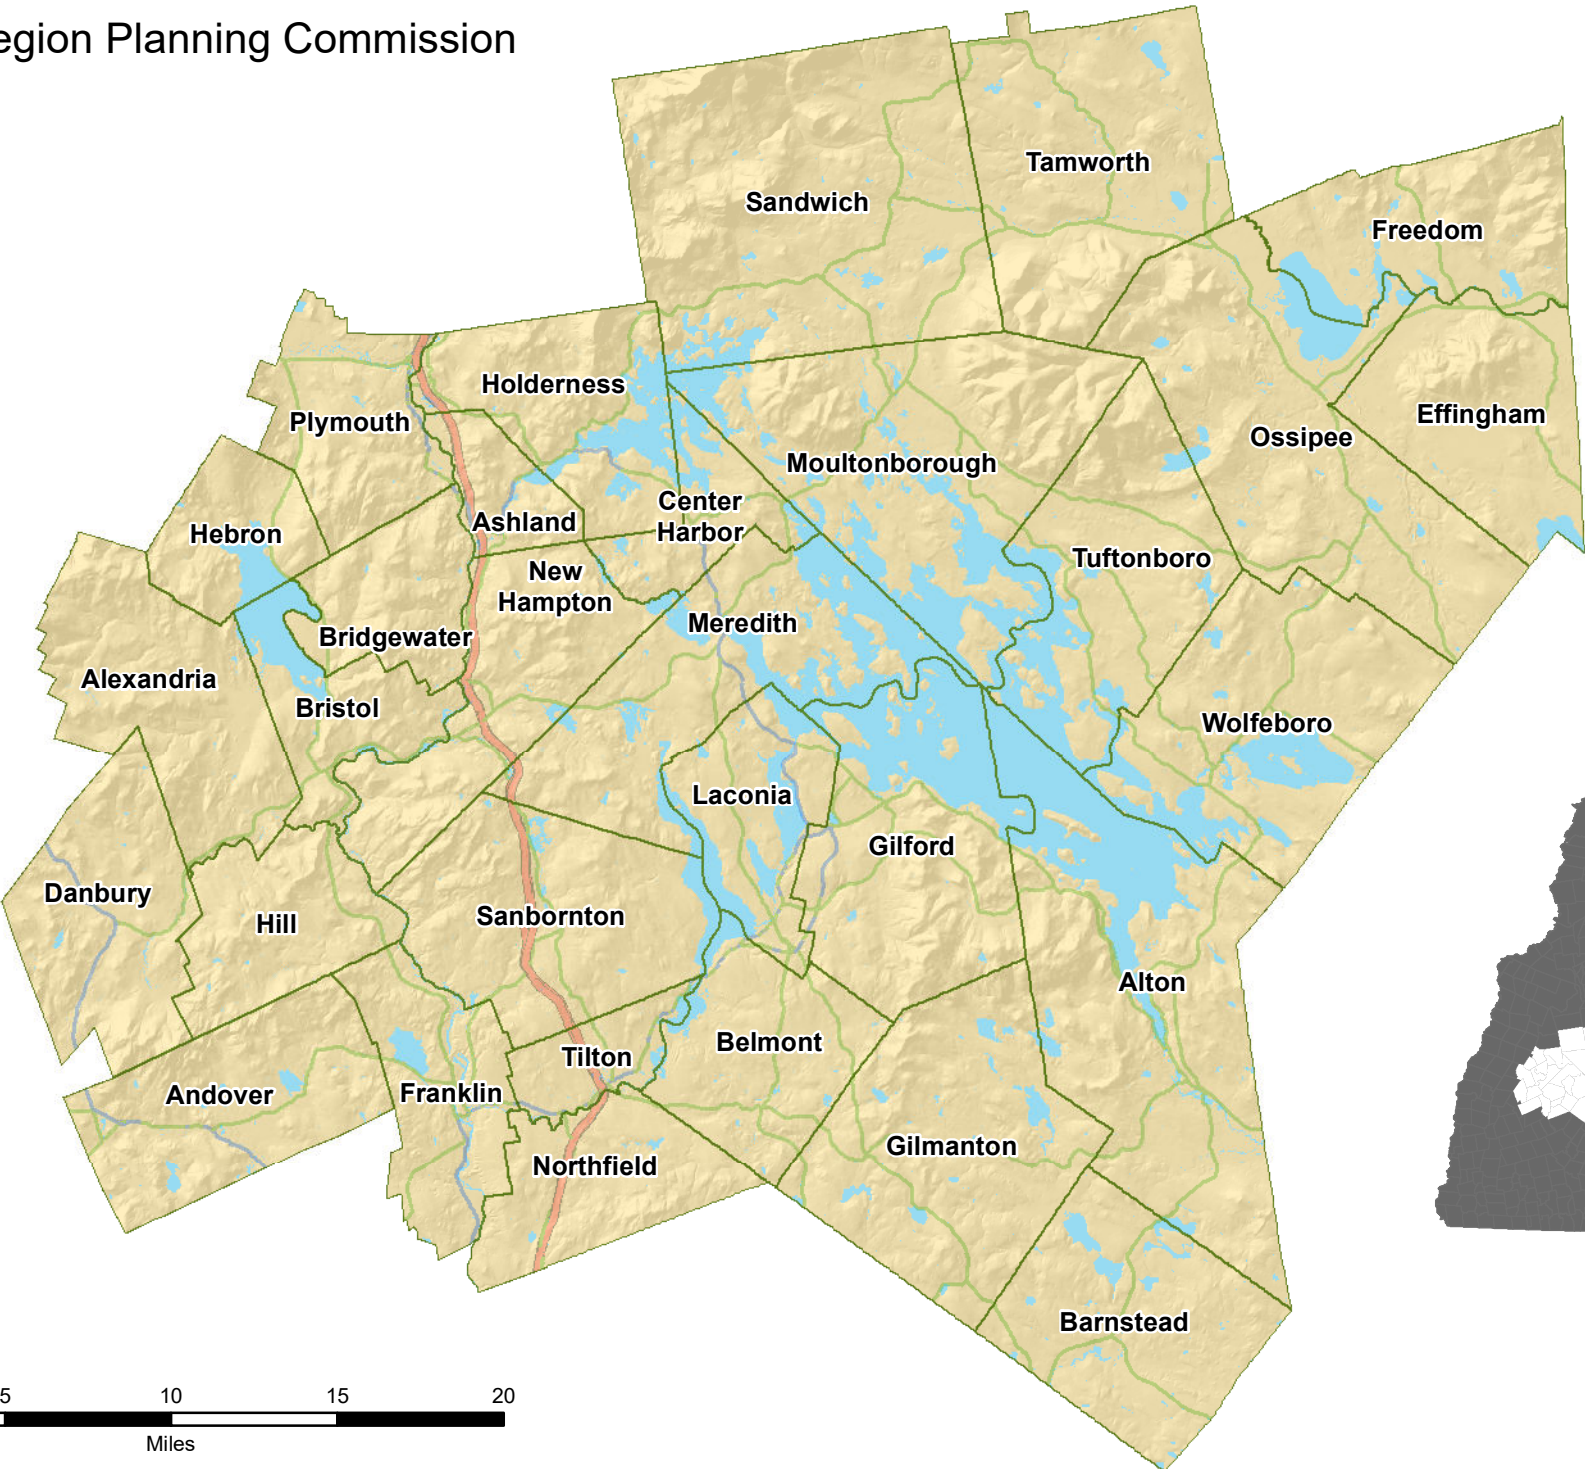 egion Planning Commission
Tamworth
Sandwich
Freedom
Holderness
Effingham
Plymouth
Ossipee
Moultonborough
Center
Harbor
Ashland
Hebron
Tuftonboro
New
Hampton
Meredith
Bridgewater
Alexandria
Bristol
Wolfeboro
Laconia
Gilford
Danbury
Sanbornton
Hill
Alton
Belmont
Tilton
Franklin
Andover
Gilmanton
Northfield
Barnstead
5 10 15 20
Miles